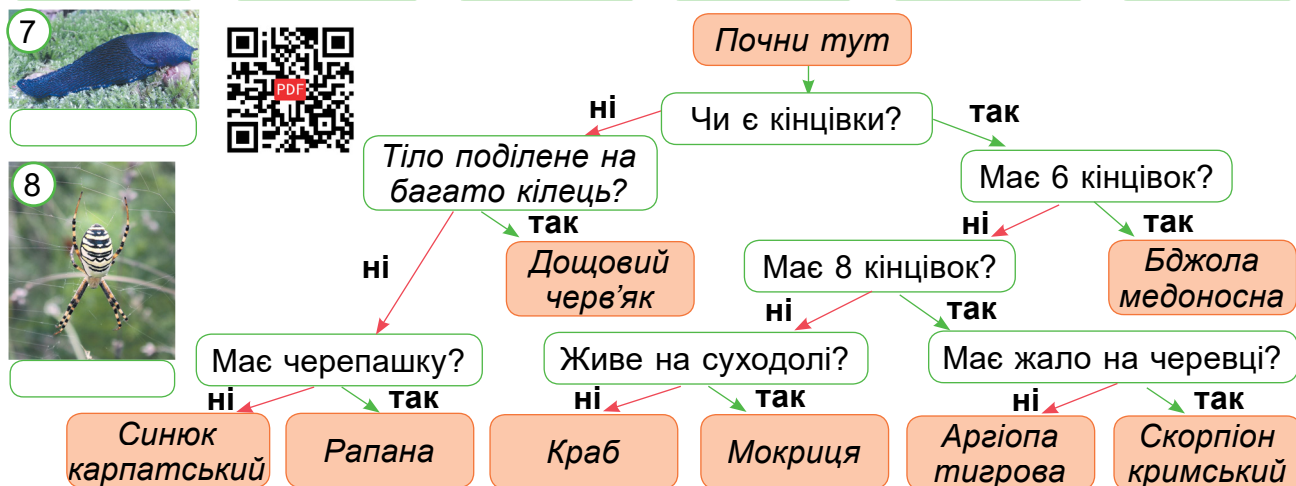 7
PDF
Почни тут
Чи є кінцівки?
ні
так
Тіло поділене на
багато кілець?
8
Має 6 кінцівок?
так
ні
так
ні
Дощовий
черв’як
Має 8 кінцівок?
Бджола
медоносна
ні
так
Має черепашку?
Живе на суходолі?
Має жало на черевці?
ні
так
ні
так
ні
так
Синюк
карпатський
Рапана
Краб
Мокриця
Аргіопа
тигрова
Скорпіон
кримський